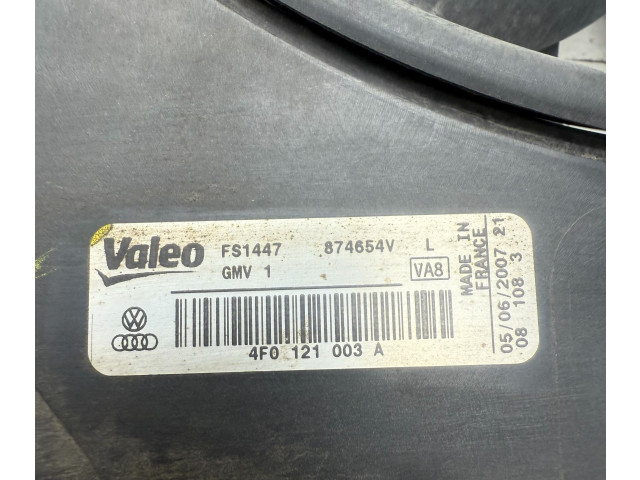 Valeo FS1447 874654V L
GMV 1 VA8
4F0 121 003 A
MADE IN
FRANCE
05/06/2007 21
08 108 3